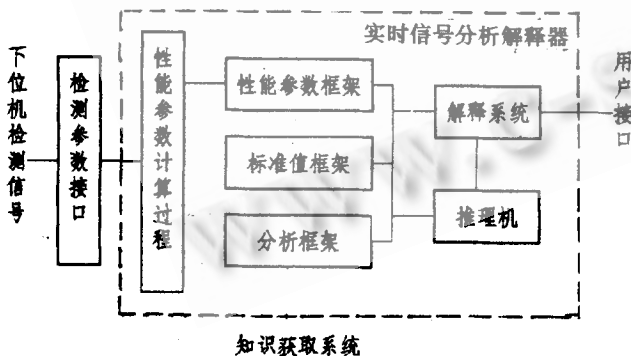 实时信号分析解释器
下位机检测信号
检测参数接口
性能参数计算过程
性能参数框架
标准值框架
分析框架
解释系统
推理机
用户接口
知识获取系统